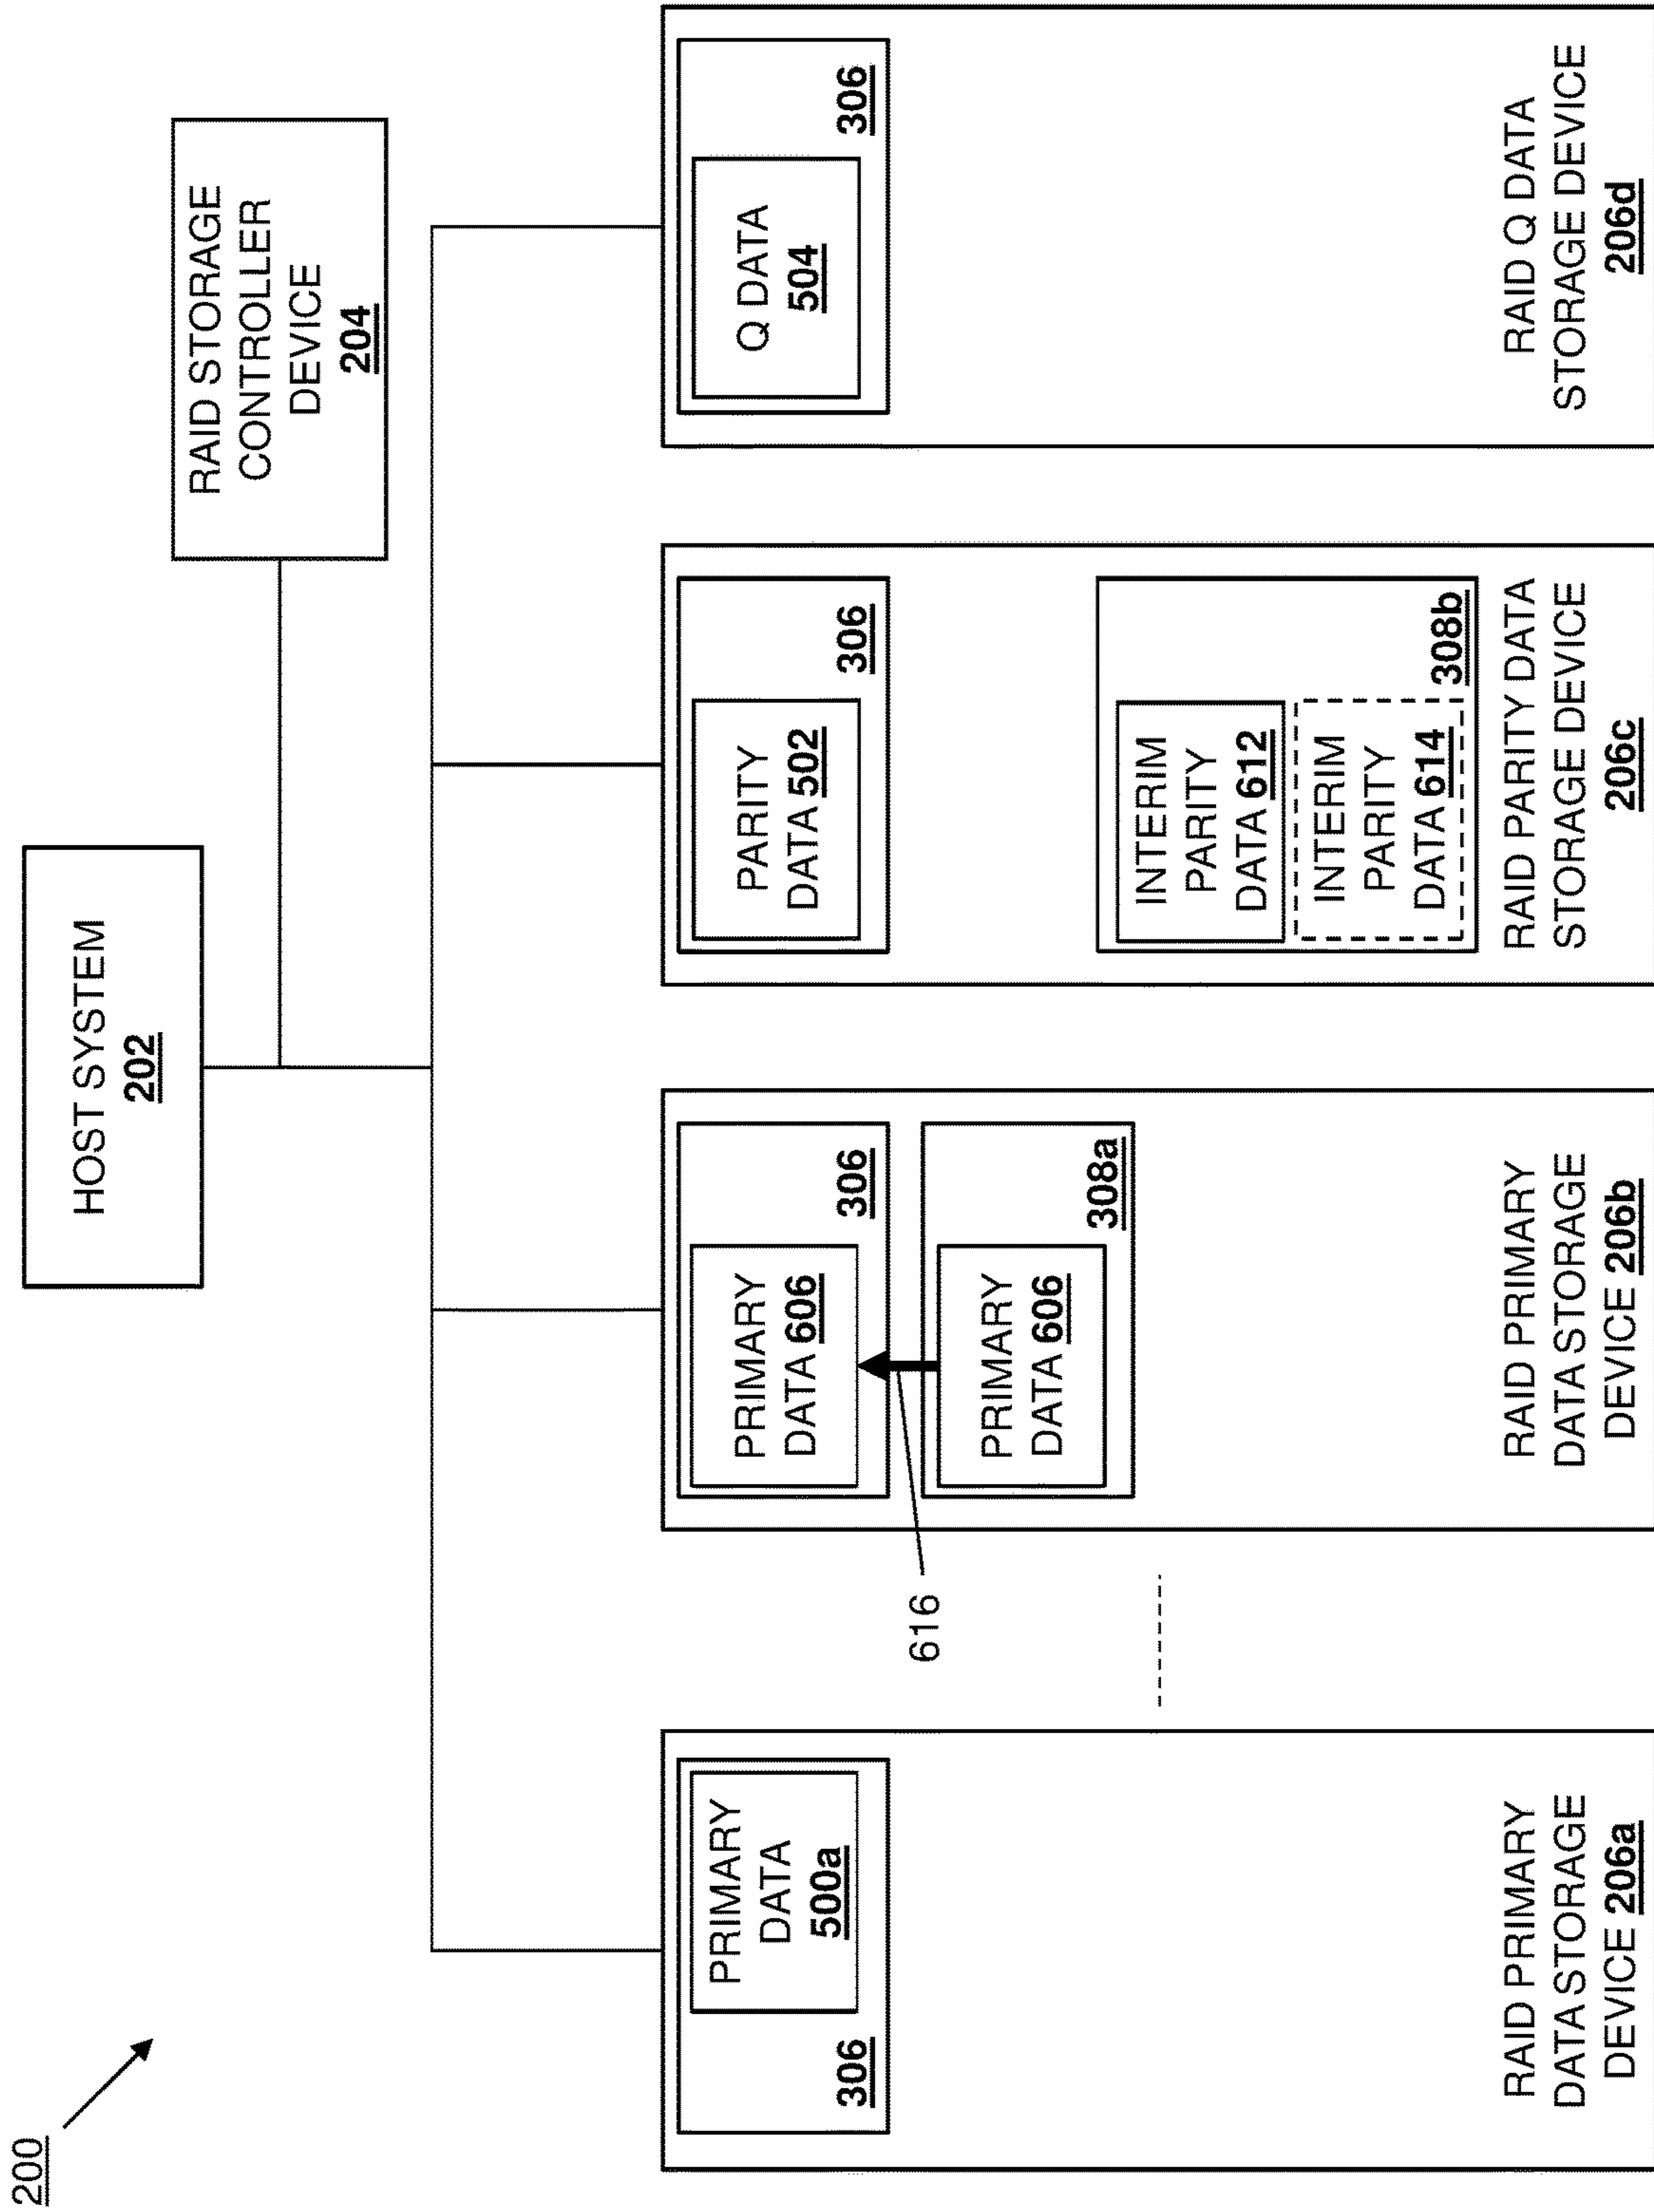 200
HOST SYSTEM
202
RAID STORAGE
CONTROLLER
DEVICE
204
PRIMARY
DATA
500a
306
RAID PRIMARY
DATA STORAGE
DEVICE 206a
616
PRIMARY
DATA 606
306
PRIMARY
DATA 606
308a
RAID PRIMARY
DATA STORAGE
DEVICE 206b
PARITY
DATA 502
306
INTERIM
PARITY
DATA 612
INTERIM
PARITY
DATA 614
308b
RAID PARITY DATA
STORAGE DEVICE
206c
Q DATA
504
306
RAID Q DATA
STORAGE DEVICE
206d